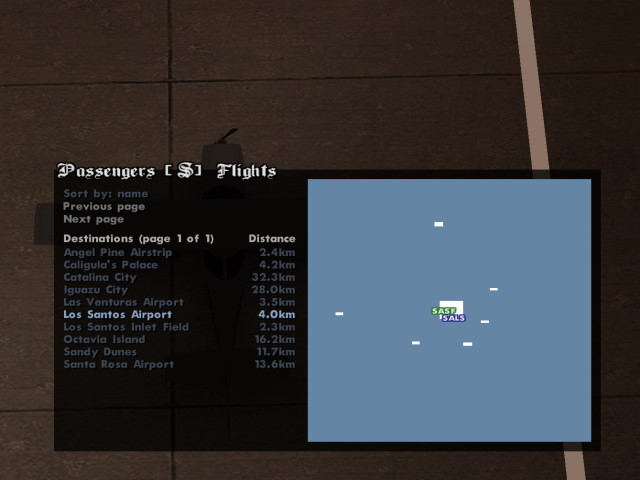 Passengers [ S ] Flights
Sort by: name
Previous page
Next page
Destinations (page 1 of 1) Distance
Angel Pine Airstrip 2.4km
Caligula's Palace 4.2km
Catalina City 32.3km
Iguazu City 28.0km
Las Venturas Airport 3.5km
Los Santos Airport 4.0km
Los Santos Inlet Field 2.3km
Octavia Island 16.2km
Sandy Dunes 11.7km
Santa Rosa Airport 13.6km
SASF
SALS